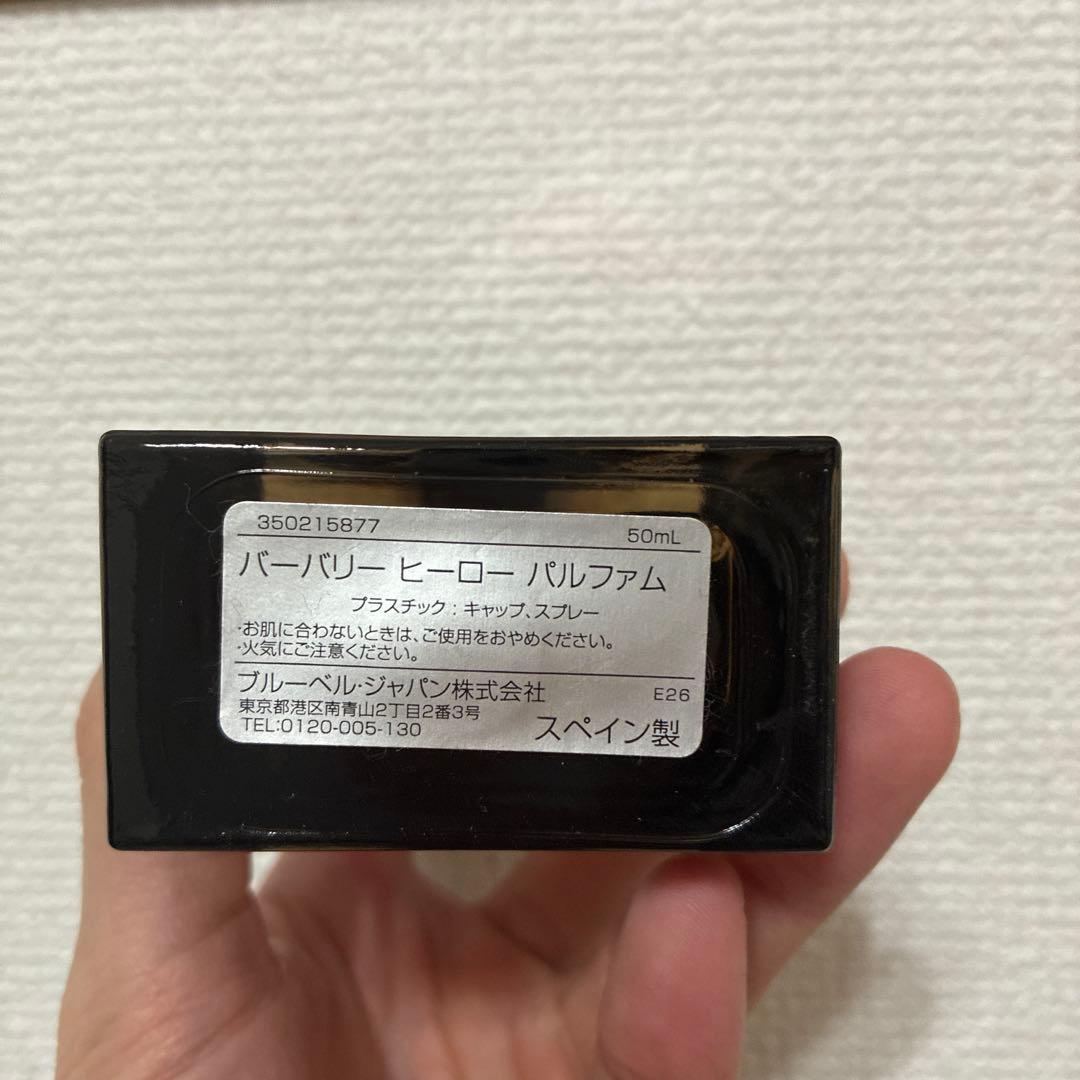 350215877 50mL
バーバリー ヒーロー パルファム
プラスチック：キャップ、スプレー
・お肌に合わないときは、ご使用をおやめください。
・火気にご注意ください。
ブルーベル・ジャパン株式会社 E26
東京都港区南青山2丁目2番3号
TEL:0120-005-130 スペイン製